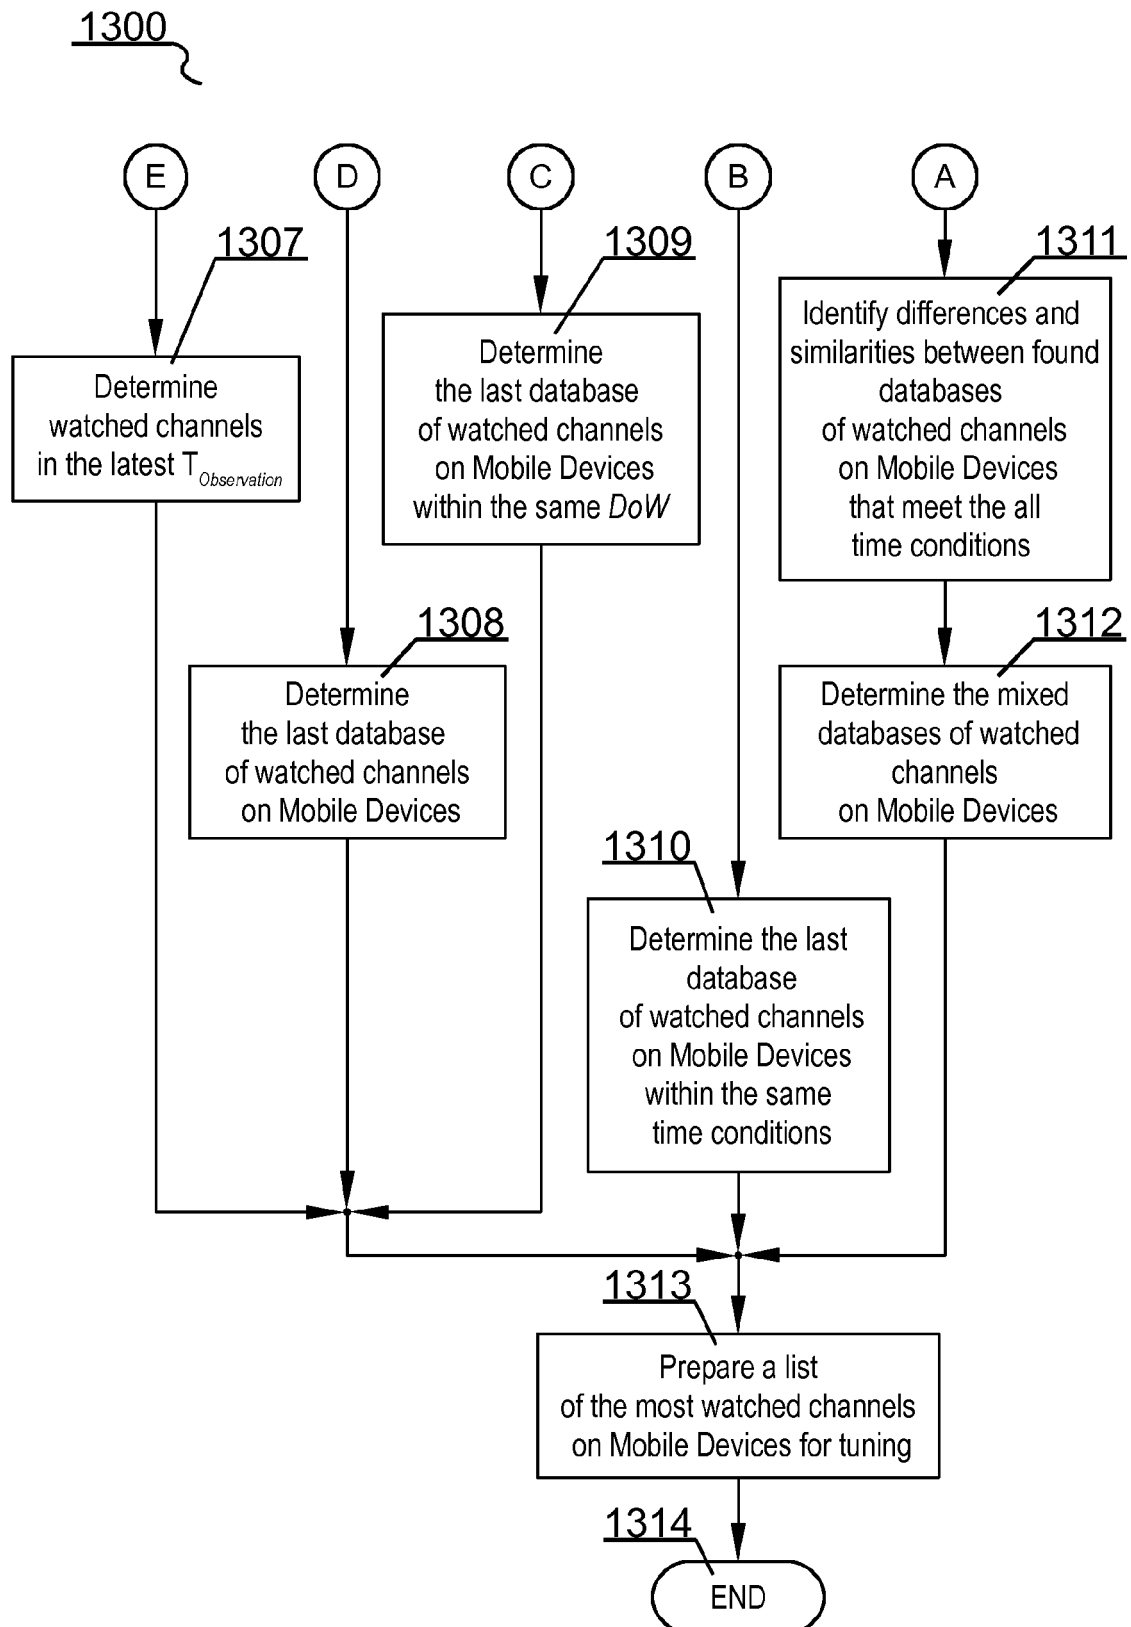 1300
E
D
C
B
A
1307
Determine
watched channels
in the latest T Observation
1309
Determine
the last database
of watched channels
on Mobile Devices
within the same DoW
1311
Identify differences and
similarities between found
databases
of watched channels
on Mobile Devices
that meet the all
time conditions
1308
Determine
the last database
of watched channels
on Mobile Devices
1312
Determine the mixed
databases of watched
channels
on Mobile Devices
1310
Determine the last
database
of watched channels
on Mobile Devices
within the same
time conditions
1313
Prepare a list
of the most watched channels
on Mobile Devices for tuning
1314
END